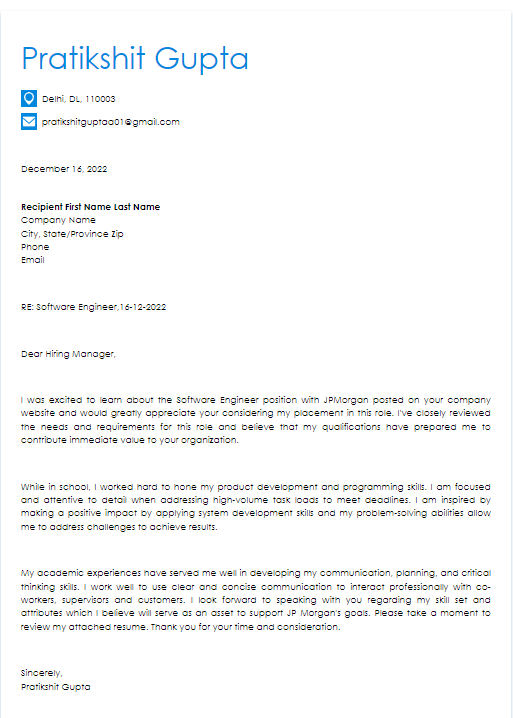 Pratikshit Gupta
Delhi, DL, 110003
pratikshitguptaa01@gmail.com
December 16, 2022
Recipient First Name Last Name
Company Name
City, State/Province Zip
Phone
Email
RE: Software Engineer,16-12-2022
Dear Hiring Manager,
I was excited to learn about the Software Engineer position with JPMorgan posted on your company
website and would greatly appreciate your considering my placement in this role. I've closely reviewed
the needs and requirements for this role and believe that my qualifications have prepared me to
contribute immediate value to your organization.
While in school, I worked hard to hone my product development and programming skills. I am focused
and attentive to detail when addressing high-volume task loads to meet deadlines. I am inspired by
making a positive impact by applying system development skills and my problem-solving abilities allow
me to address challenges to achieve results.
My academic experiences have served me well in developing my communication, planning, and critical
thinking skills. I work well to use clear and concise communication to interact professionally with co-
workers, supervisors and customers. I look forward to speaking with you regarding my skill set and
attributes which I believe will serve as an asset to support JP Morgan's goals. Please take a moment to
review my attached resume. Thank you for your time and consideration.
Sincerely,
Pratikshit Gupta